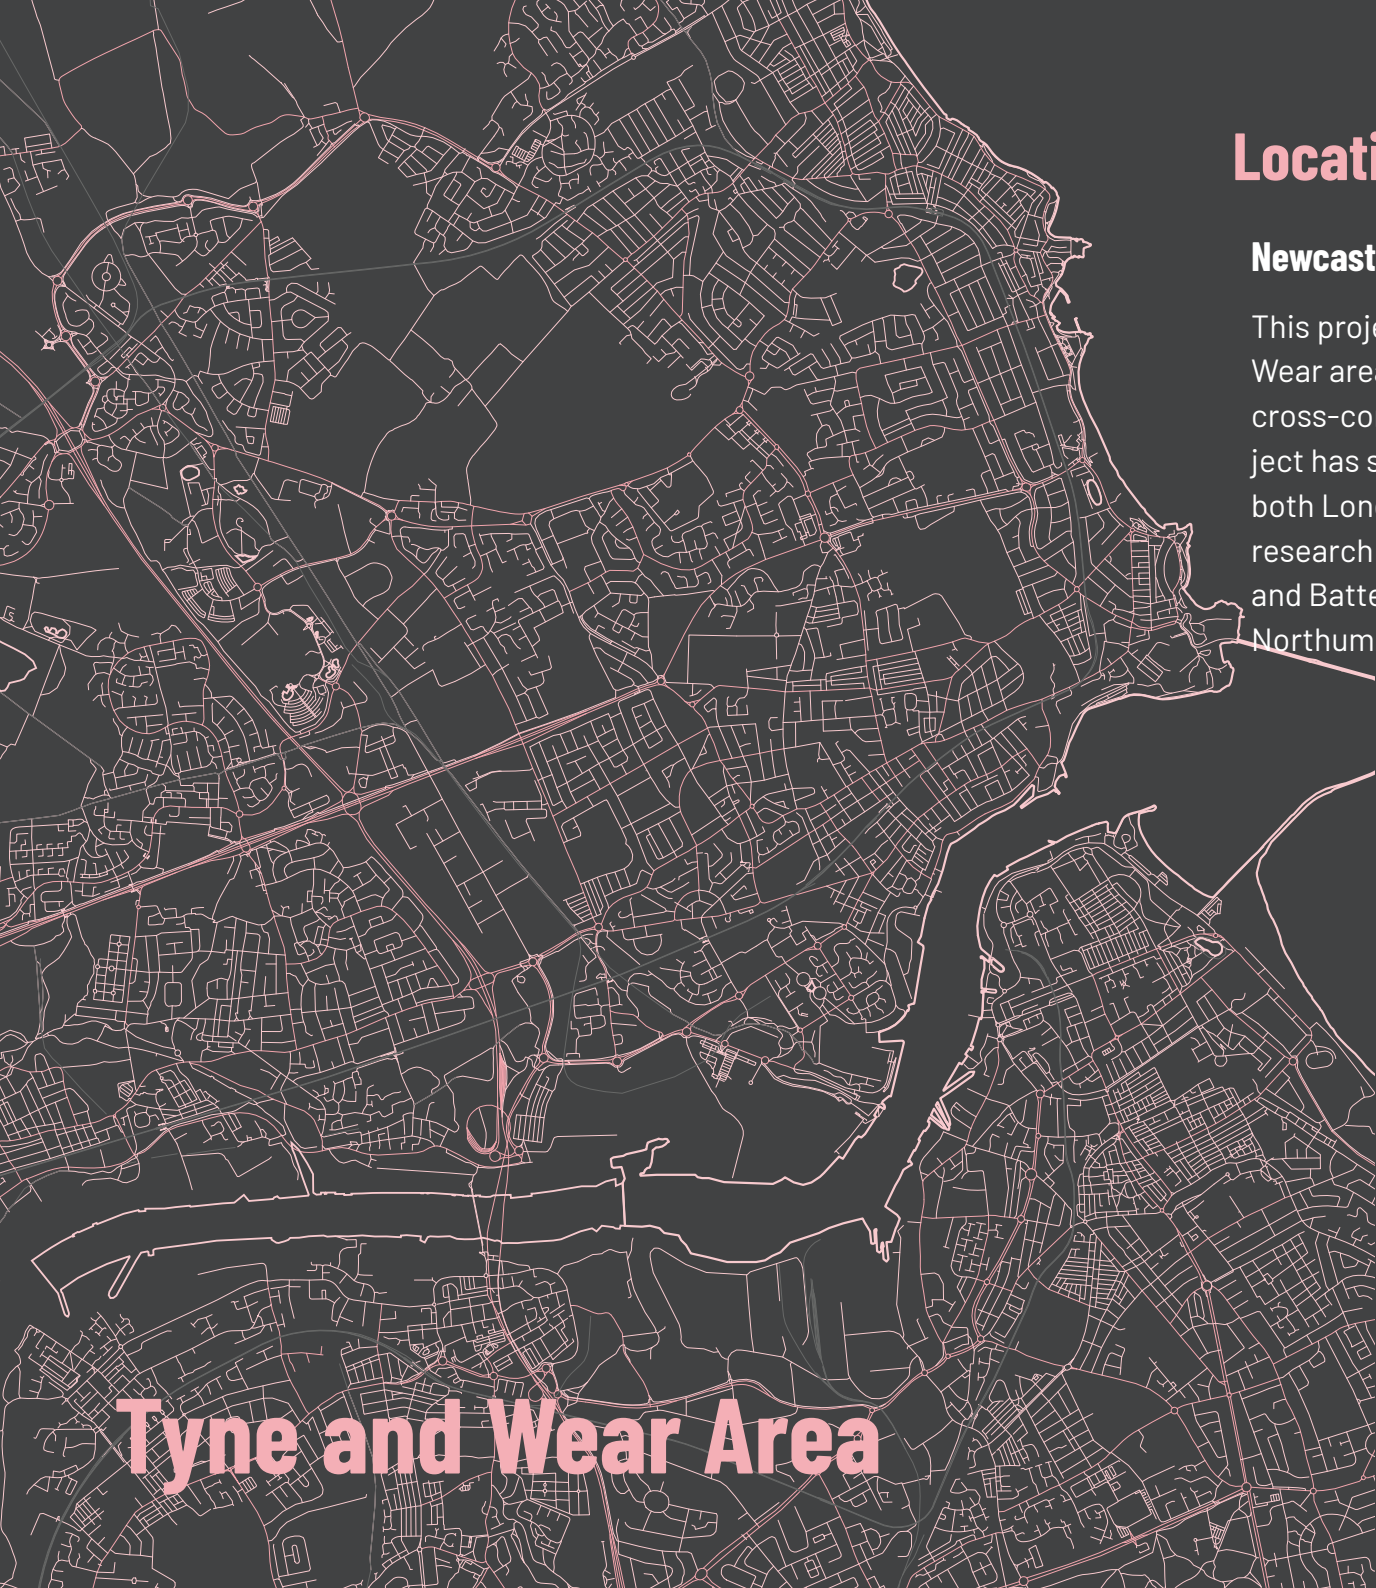 Locati
Newcast
This proje
Wear area
cross-co
ject has s
both Lon
research
and Batte
Northum
Tyne and Wear Area